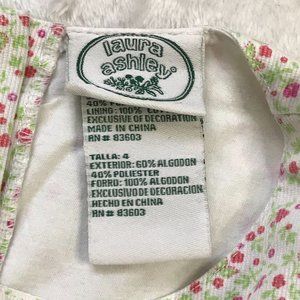 laura
ashley®
40%
LINING: 100%
EXCLUSIVE OF DECORATION
MADE IN CHINA
RN# 83603
TALLA: 4
EXTERIOR: 60% ALGODON
40% POLIESTER
FORRO: 100% ALGODON
EXCLUSIVO DE DECORACION
HECHO EN CHINA
RN# 83603